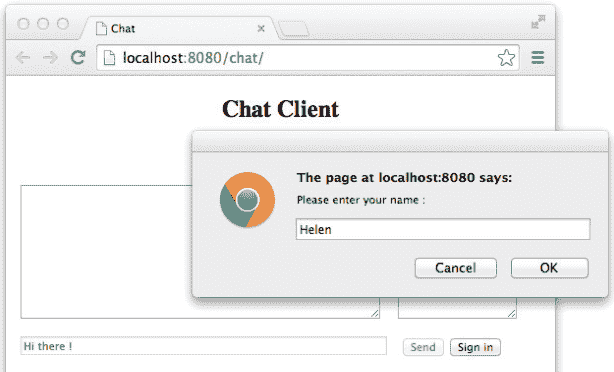 Chat
localhost:8080/chat/
Chat Client
The page at localhost:8080 says:
Please enter your name :
Helen
Cancel OK
Hi there ! Send Sign in